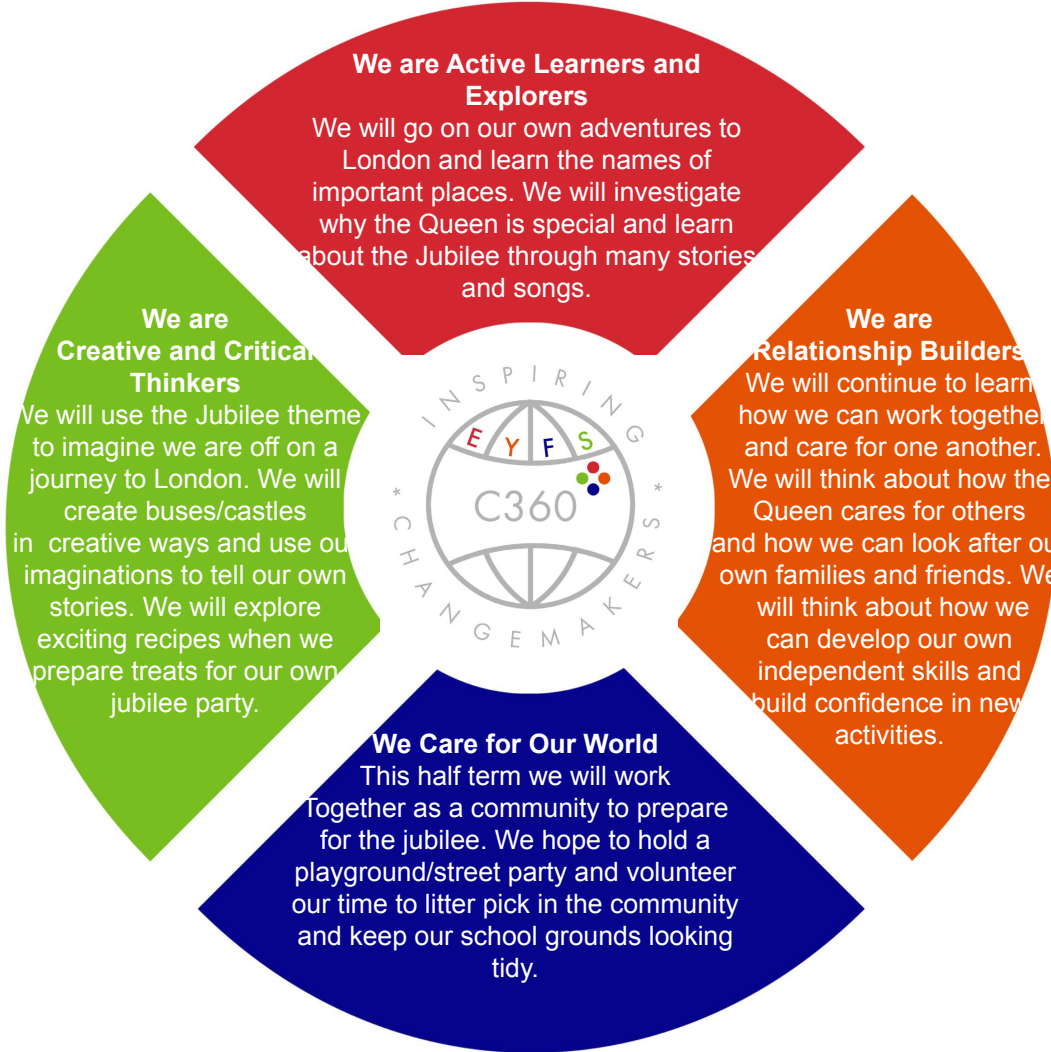 We are Active Learners and
Explorers
We will go on our own adventures to
London and learn the names of
important places. We will investigate
why the Queen is special and learn
about the Jubilee through many stories
and songs.
We are
Creative and Critical
Thinkers
We will use the Jubilee theme
to imagine we are off on a
journey to London. We will
create buses/castles
in  creative ways and use our
imaginations to tell our own
stories. We will explore
exciting recipes when we
prepare treats for our own
jubilee party.
INSPIRING
EYFS
C360
* CHANGEMAKERS *
We are
Relationship Builders
We will continue to learn
how we can work together
and care for one another.
We will think about how the
Queen cares for others
and how we can look after our
own families and friends. We
will think about how we
can develop our own
independent skills and
build confidence in new
activities.
We Care for Our World
This half term we will work
Together as a community to prepare
for the jubilee. We hope to hold a
playground/street party and volunteer
our time to litter pick in the community
and keep our school grounds looking
tidy.